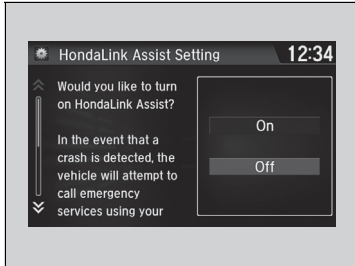 HondaLink Assist Setting
12:34
Would you like to turn
on HondaLink Assist?
In the event that a
crash is detected, the
vehicle will attempt to
call emergency
services using your
On
Off